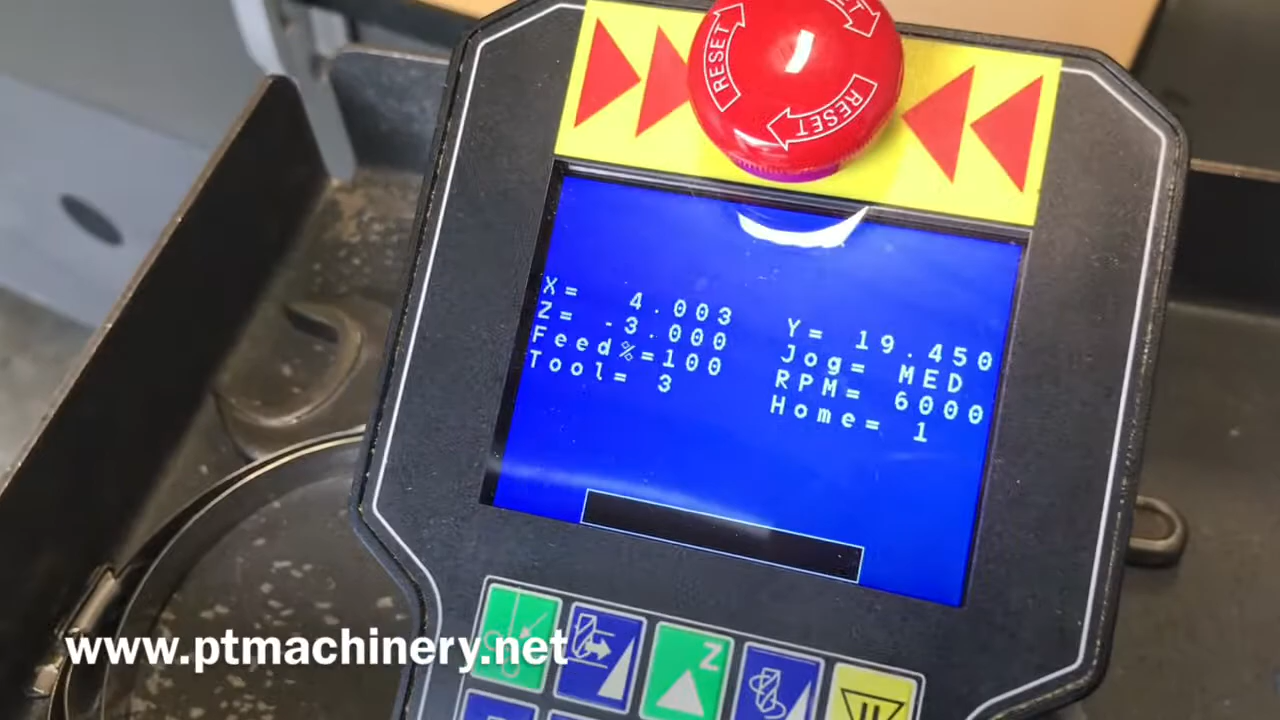 RESET
RESET
X= 4.003 Y= 19.450
Z= -3.000 Jog= MED
Feed%=100 RPM= 6000
Tool= 3 Home= 1
Z
www.ptmachinery.net